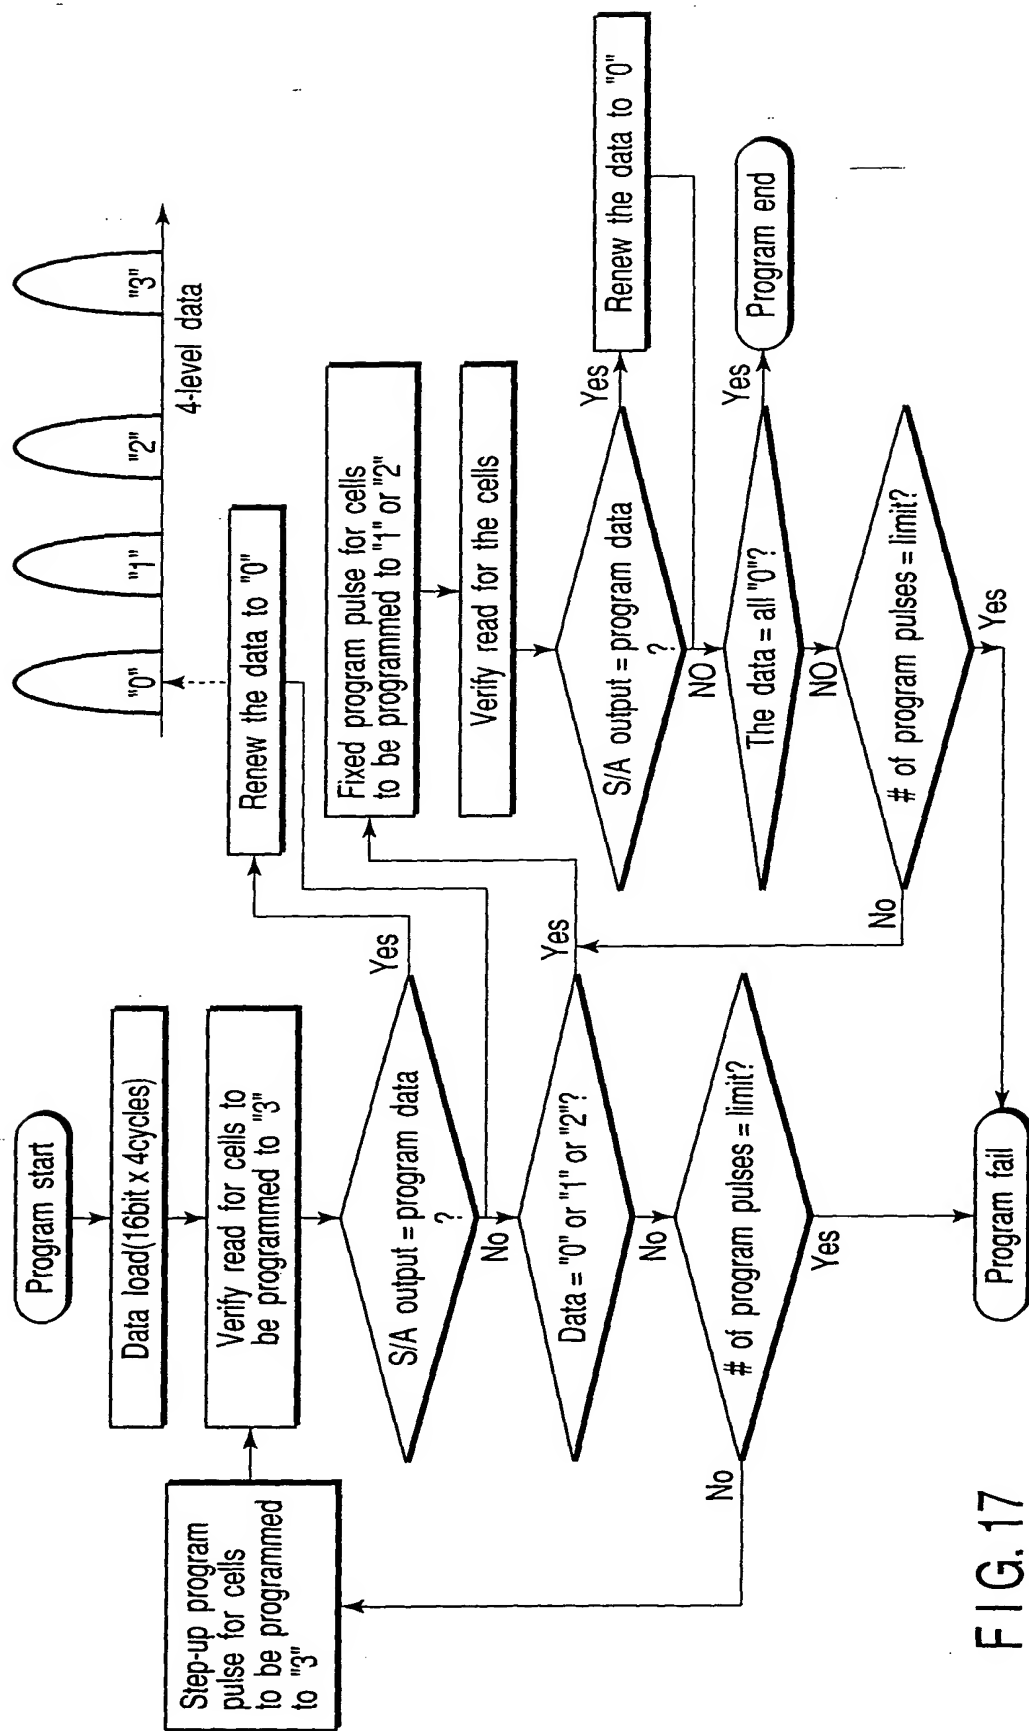 Program start
Data load(16bit x 4cycles)
Step-up program
pulse for cells
to be programmed
to "3"
Verify read for cells to
be programmed to "3"
S/A output = program data
?
Yes
No
Renew the data to "0"
"0"
"1"
"2"
"3"
4-level data
Data = "0" or "1" or "2"?
Yes
No
# of program pulses = limit?
No
Yes
Fixed program pulse for cells
to be programmed to "1" or "2"
Verify read for the cells
S/A output = program data
?
Yes
NO
Renew the data to "0"
The data = all "0"?
Yes
NO
Program end
# of program pulses = limit?
No
Yes
Program fail
FIG. 17